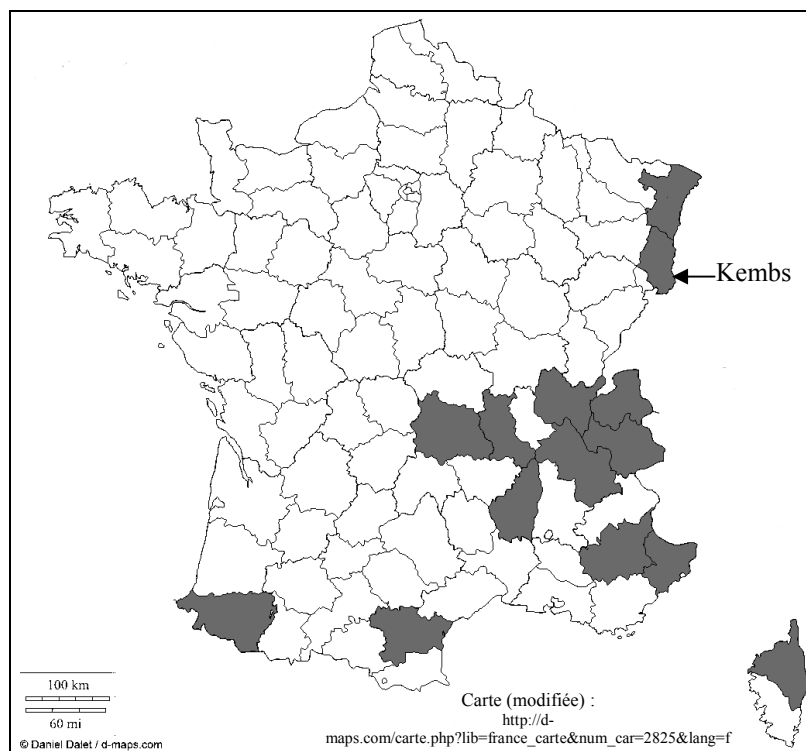 Kembs
100 km
60 mi
Carte (modifiée) :
http://d-
maps.com/carte.php?lib=france_carte&num_car=2825&lang=f
© Daniel Dalet / d-maps.com